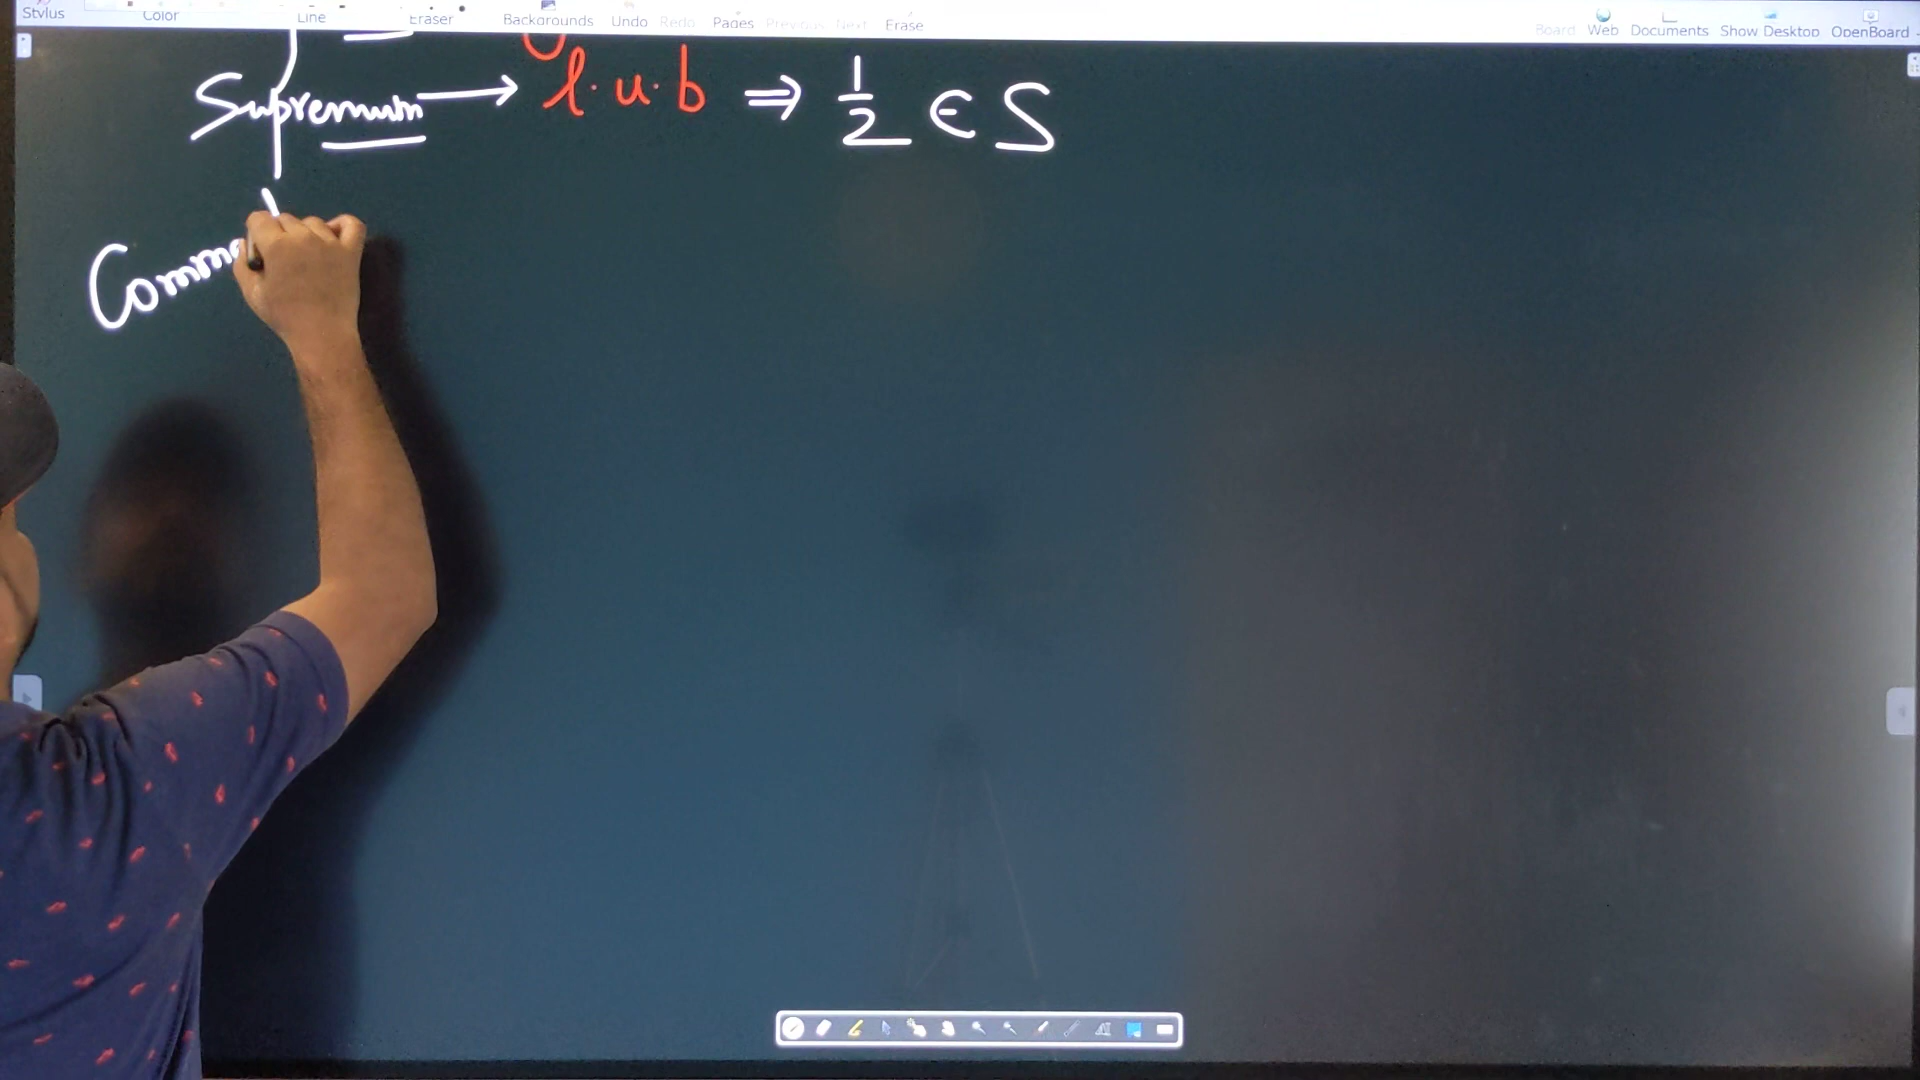 Stylus Color Line Eraser Backgrounds Undo Redo Pages Previous Next Erase Board Web Documents Show Desktop OpenBoard
Supremum → l.u.b ⇒ 1/2 ∈ S
Comm